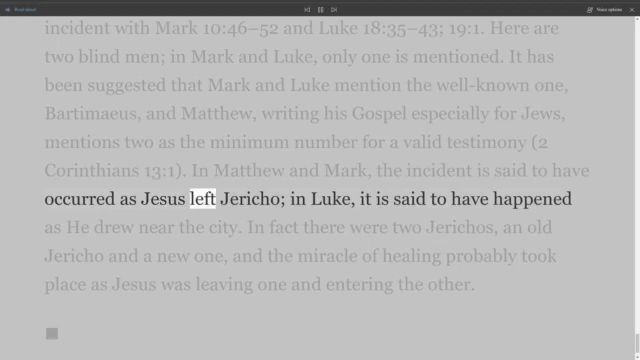 Read aloud
Voice options
incident with Mark 10:46–52 and Luke 18:35–43; 19:1. Here are
two blind men; in Mark and Luke, only one is mentioned. It has
been suggested that Mark and Luke mention the well-known one,
Bartimaeus, and Matthew, writing his Gospel especially for Jews,
mentions two as the minimum number for a valid testimony (2
Corinthians 13:1). In Matthew and Mark, the incident is said to have
occurred as Jesus left Jericho; in Luke, it is said to have happened
as He drew near the city. In fact there were two Jerichos, an old
Jericho and a new one, and the miracle of healing probably took
place as Jesus was leaving one and entering the other.